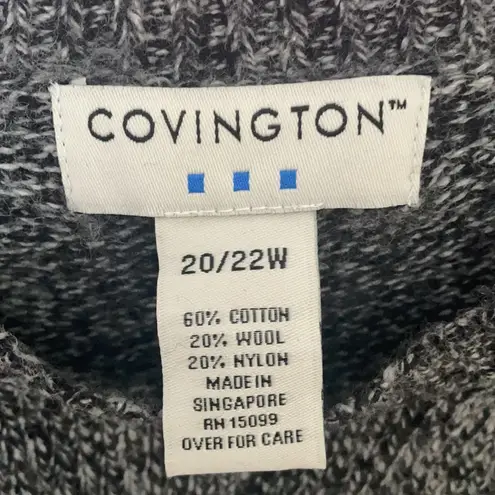 COVINGTON™
20/22W
60% COTTON
20% WOOL
20% NYLON
MADE IN
SINGAPORE
RN 15099
OVER FOR CARE